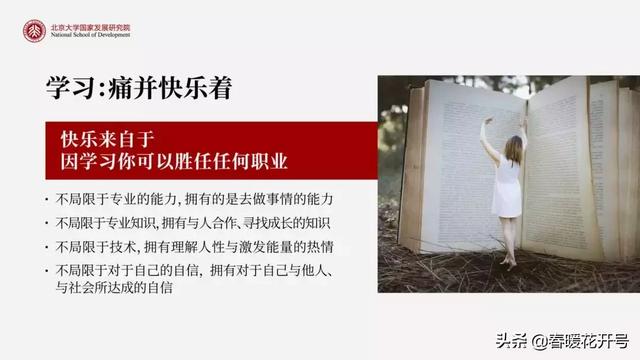 北京大学国家发展研究院
National School of Development
学习:痛并快乐着
快乐来自于
因学习你可以胜任任何职业
· 不局限于专业的能力, 拥有的是去做事情的能力
· 不局限于专业知识, 拥有与人合作、寻找成长的知识
· 不局限于技术, 拥有理解人性与激发能量的热情
· 不局限于对于自己的自信, 拥有对于自己与他人、
与社会所达成的自信
头条 @春暖花开号